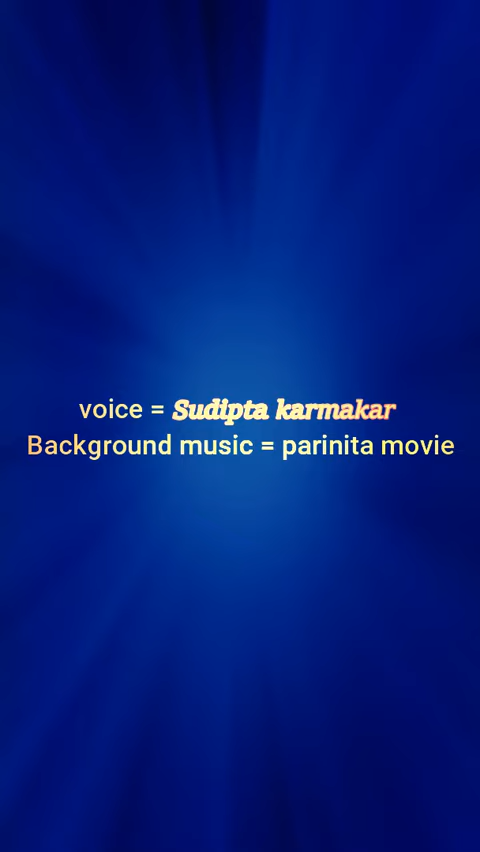 voice = Sudipta karmakar
Background music = parinita movie